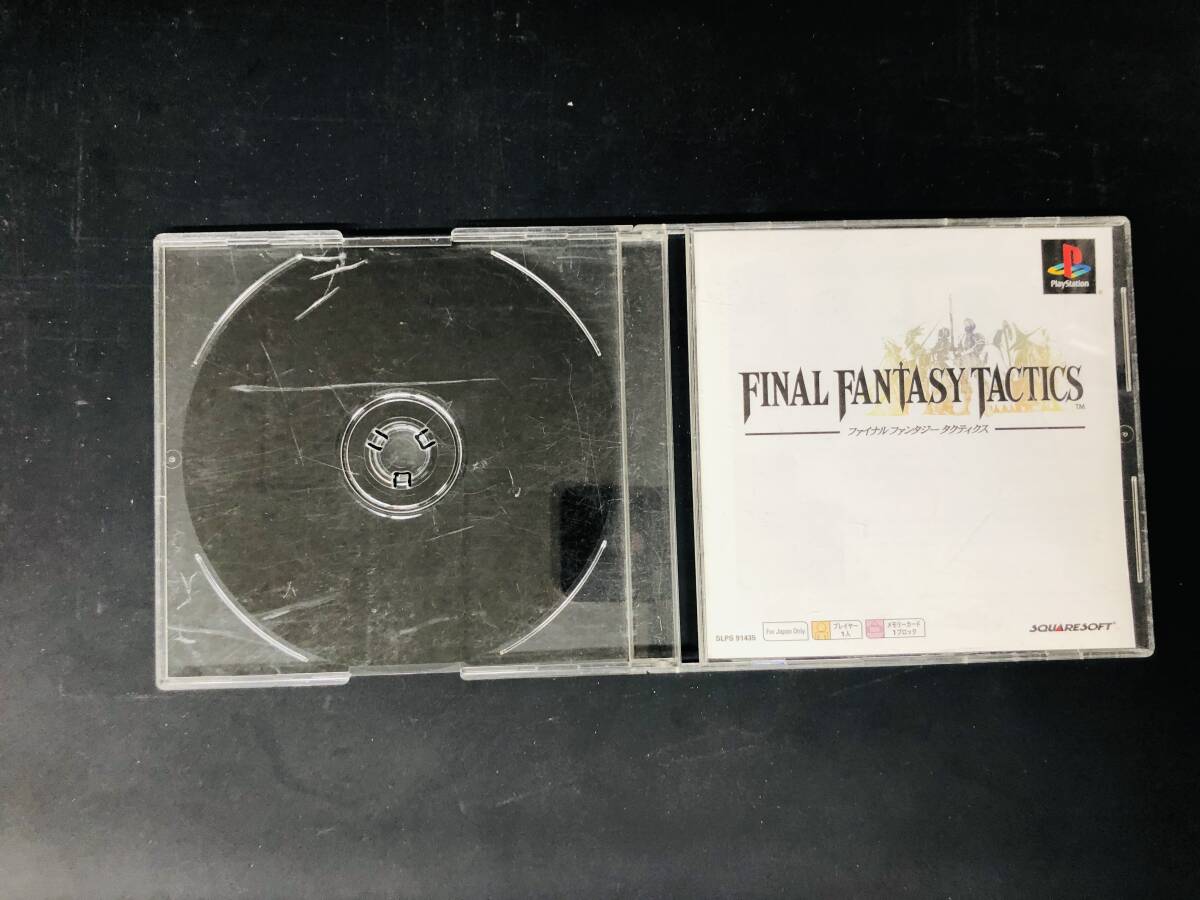 PlayStation
FINAL FANTASY TACTICS™
ファイナルファンタジータクティクス
SLPS 91435
For Japan Only
プレイヤー
1人
メモリーカード
1ブロック
SQUARESOFT®